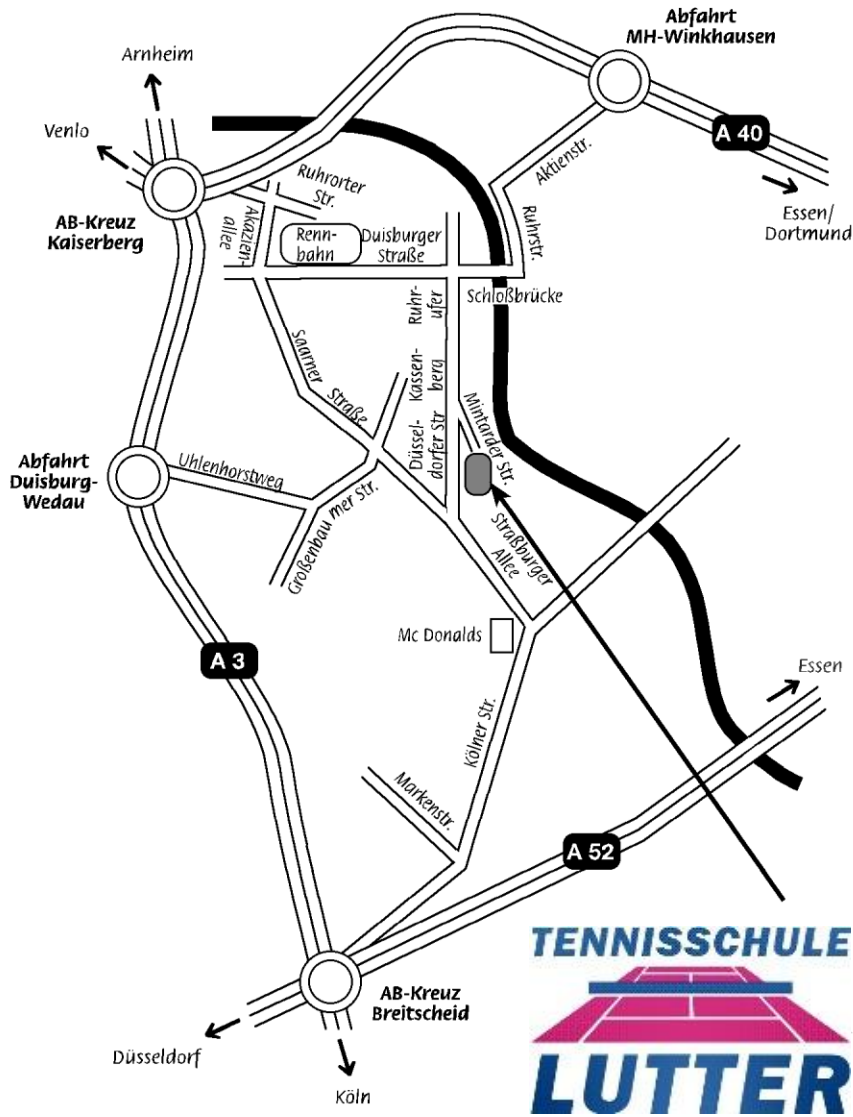 Abfahrt
MH-Winkhausen
Arnheim
Venlo
A 40
Aktienstr.
Ruhrorter
Str.
Essen/
Dortmund
AB-Kreuz
Kaiserberg
Akazien-
allee
Renn-
bahn
Duisburger
Straße
Ruhrstr.
Schloßbrücke
Ruhr-
ufer
Saarner
Straße
Kassen-
berg
Düssel-
dorfer Str
Mintarder Str.
Abfahrt
Duisburg-
Wedau
Uhlenhorstweg
Großenbau mer Str.
Straßburger
Allee
Mc Donalds
A 3
Essen
Kölner Str.
Markenstr.
A 52
AB-Kreuz
Breitscheid
Düsseldorf
Köln
TENNISSCHULE
LUTTER